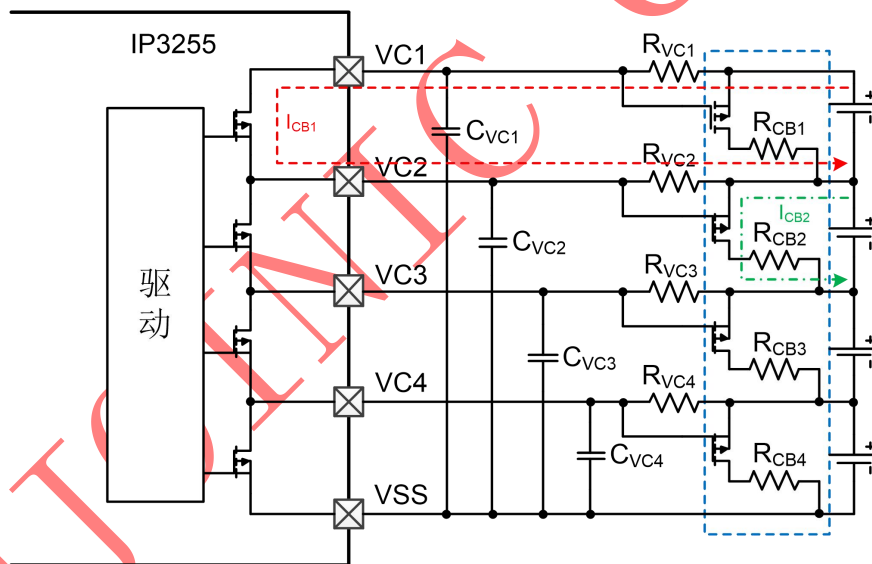 IP3255
VC1
RVC1
ICB1
CVC1
RCB1
VC2
RVC2
ICB2
CVC2
RCB2
VC3
RVC3
驱动
CVC3
RCB3
VC4
RVC4
CVC4
RCB4
VSS